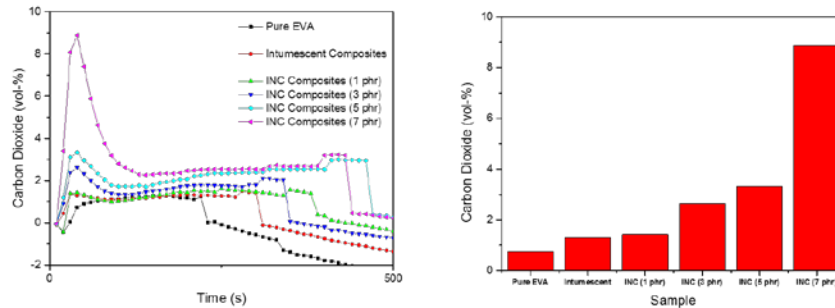 10
8
6
4
2
0
-2
Carbon Dioxide (vol-%)
0
500
Time (s)
Pure EVA
Intumescent Composites
INC Composites (1 phr)
INC Composites (3 phr)
INC Composites (5 phr)
INC Composites (7 phr)
10
8
6
4
2
0
Carbon Dioxide (vol-%)
Pure EVA
Intumescent
INC (1 phr)
INC (3 phr)
INC (5 phr)
INC (7 phr)
Sample